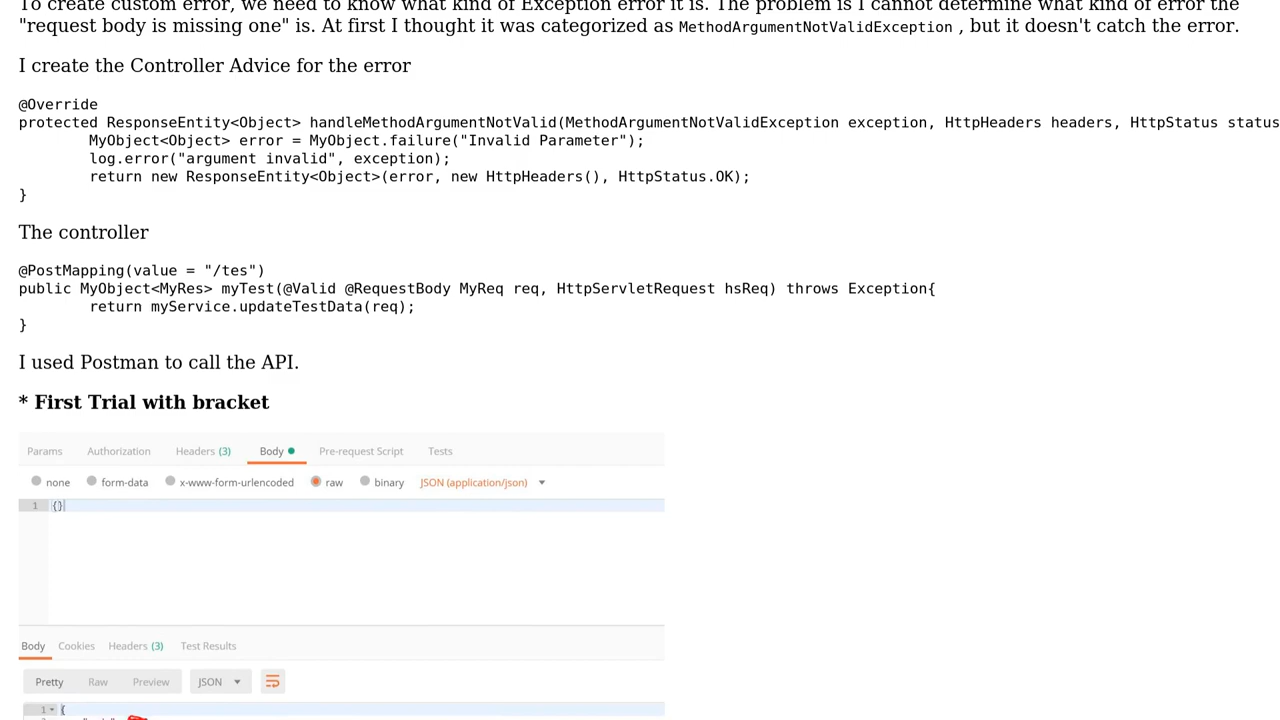 To create custom error, we need to know what kind of Exception error it is. The problem is I cannot determine what kind of error the
"request body is missing one" is. At first I thought it was categorized as MethodArgumentNotValidException , but it doesn't catch the error.
I create the Controller Advice for the error
@Override
protected ResponseEntity<Object> handleMethodArgumentNotValid(MethodArgumentNotValidException exception, HttpHeaders headers, HttpStatus status
MyObject<Object> error = MyObject.failure("Invalid Parameter");
log.error("argument invalid", exception);
return new ResponseEntity<Object>(error, new HttpHeaders(), HttpStatus.OK);
}
The controller
@PostMapping(value = "/tes")
public MyObject<MyRes> myTest(@Valid @RequestBody MyReq req, HttpServletRequest hsReq) throws Exception{
return myService.updateTestData(req);
}
I used Postman to call the API.
* First Trial with bracket
Params Authorization Headers (3) Body Pre-request Script Tests
none form-data x-www-form-urlencoded raw binary JSON (application/json)
1 {}
Body Cookies Headers (3) Test Results
Pretty Raw Preview JSON
1 {